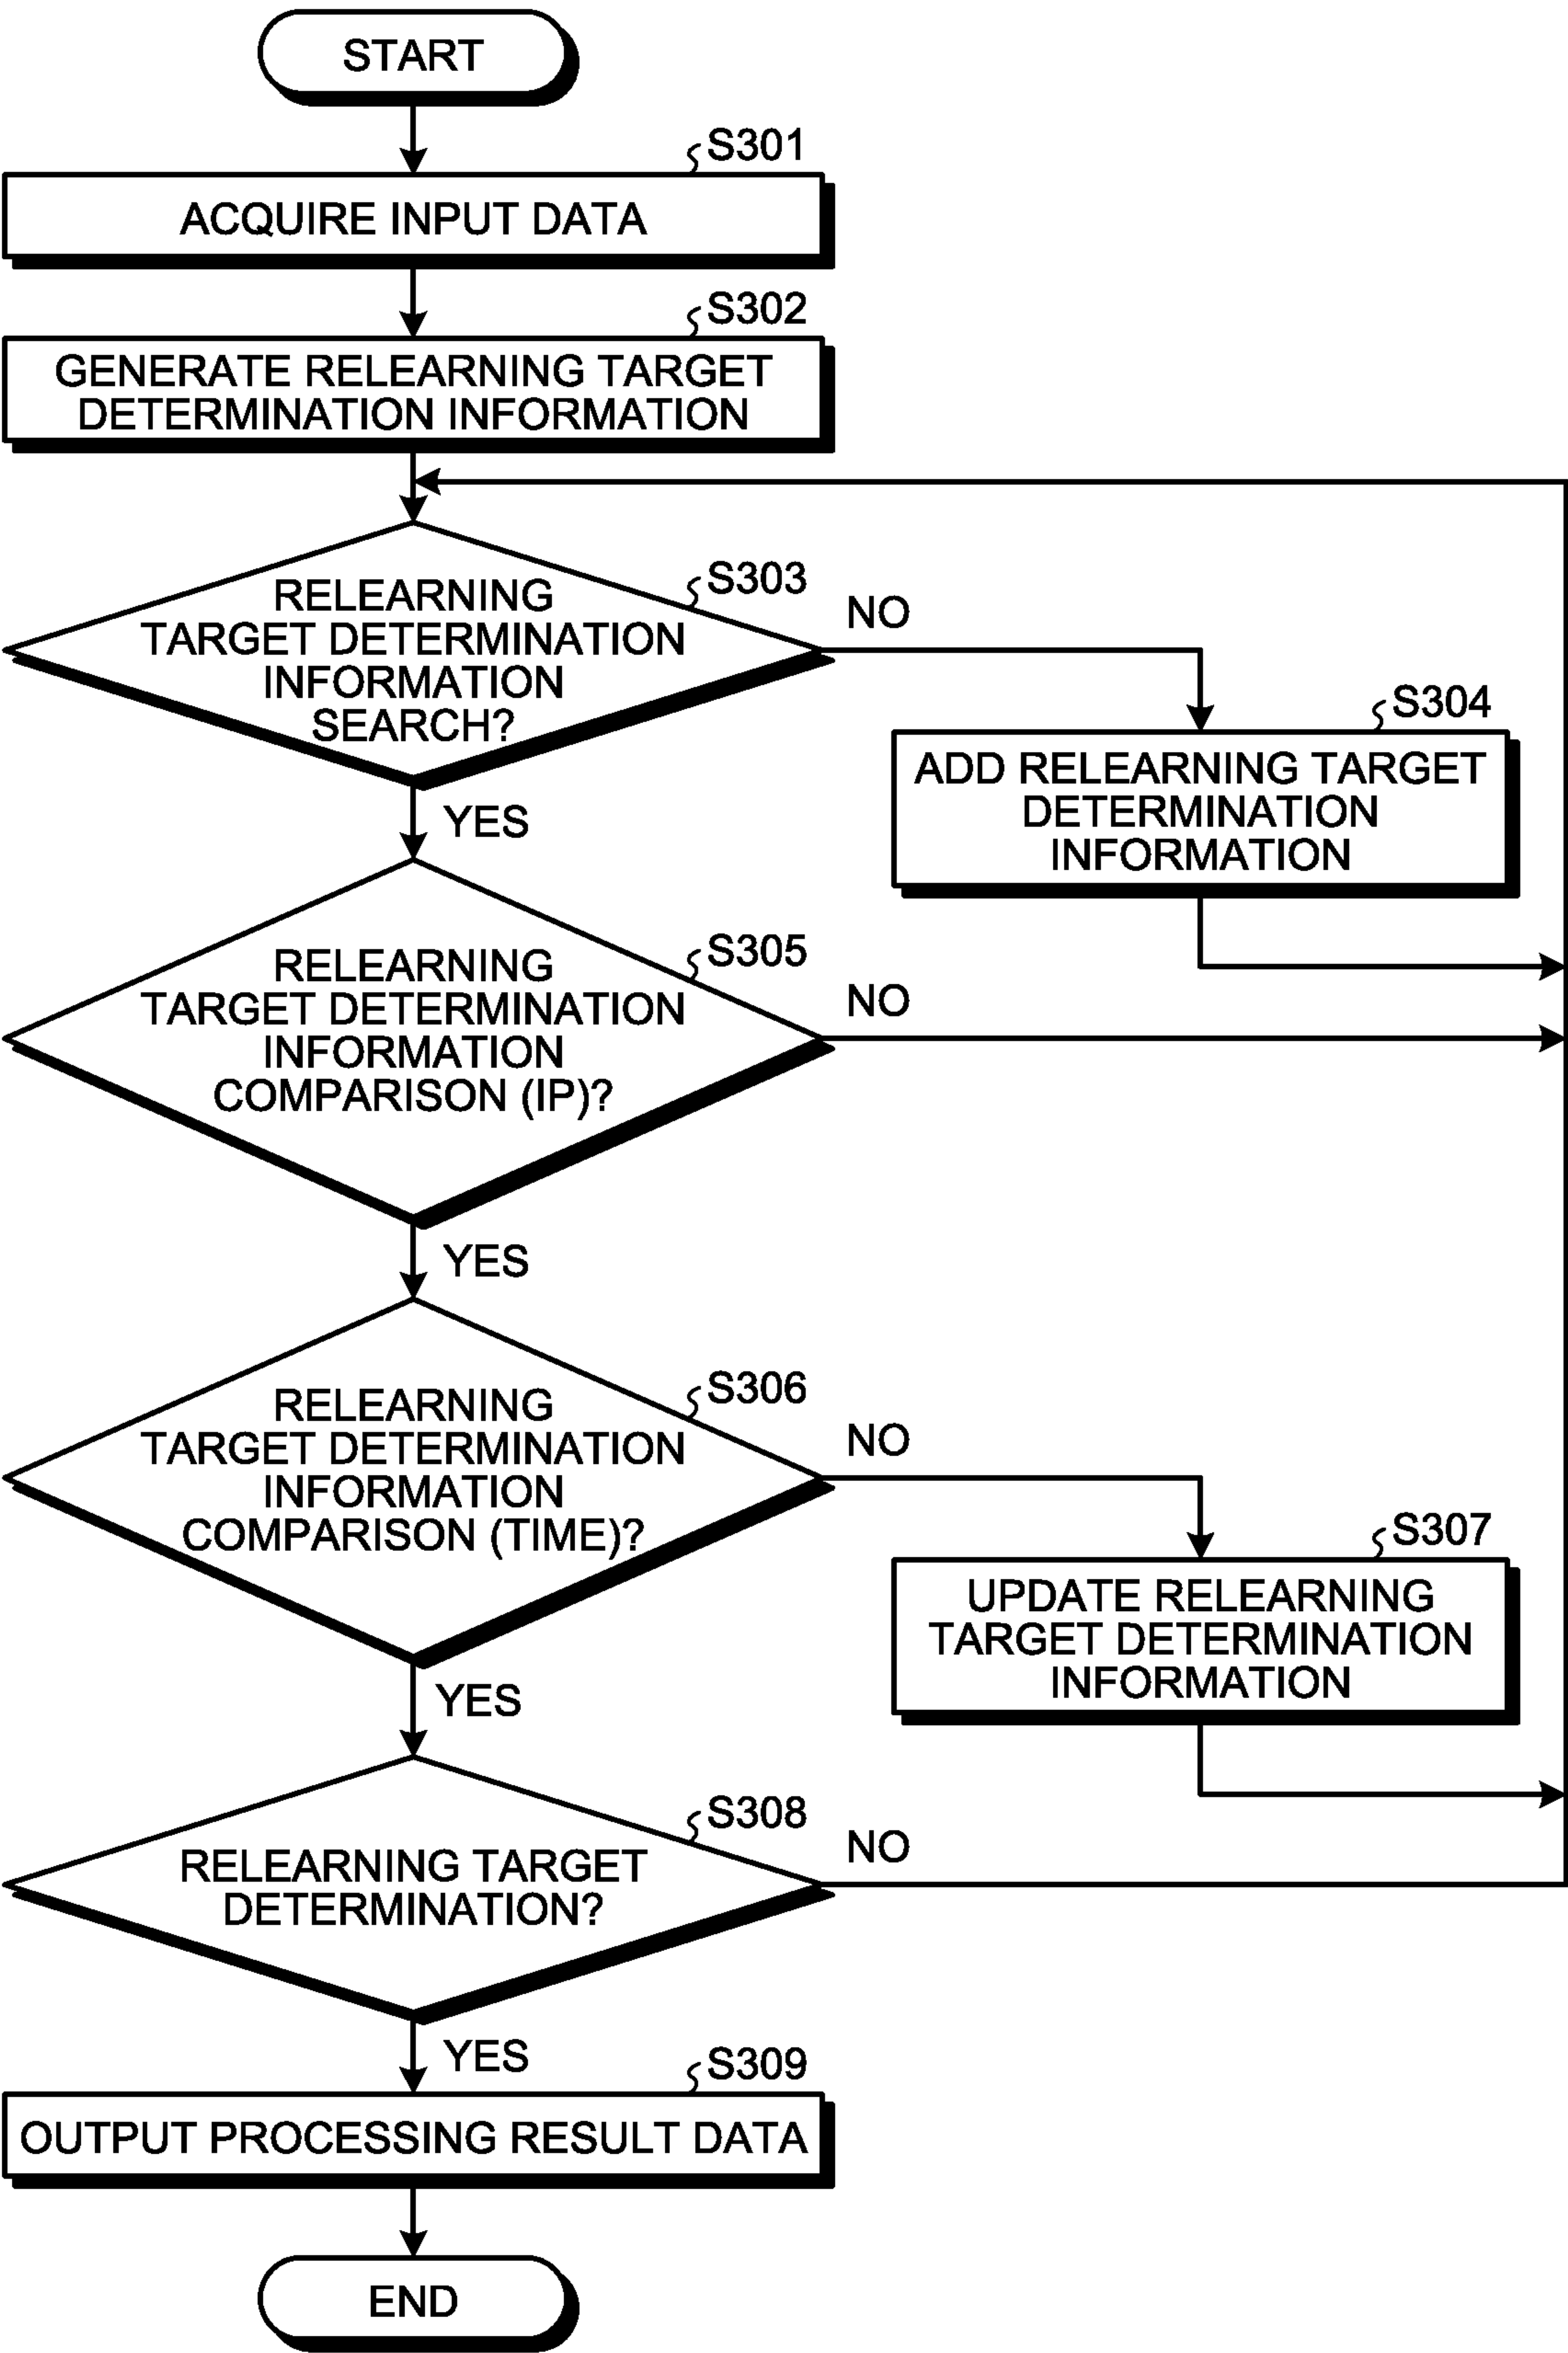 START
S301
ACQUIRE INPUT DATA
S302
GENERATE RELEARNING TARGET
DETERMINATION INFORMATION
S303
RELEARNING
TARGET DETERMINATION
INFORMATION
SEARCH?
NO
YES
S304
ADD RELEARNING TARGET
DETERMINATION
INFORMATION
S305
RELEARNING
TARGET DETERMINATION
INFORMATION
COMPARISON (IP)?
NO
YES
S306
RELEARNING
TARGET DETERMINATION
INFORMATION
COMPARISON (TIME)?
NO
YES
S307
UPDATE RELEARNING
TARGET DETERMINATION
INFORMATION
S308
RELEARNING TARGET
DETERMINATION?
NO
YES
S309
OUTPUT PROCESSING RESULT DATA
END